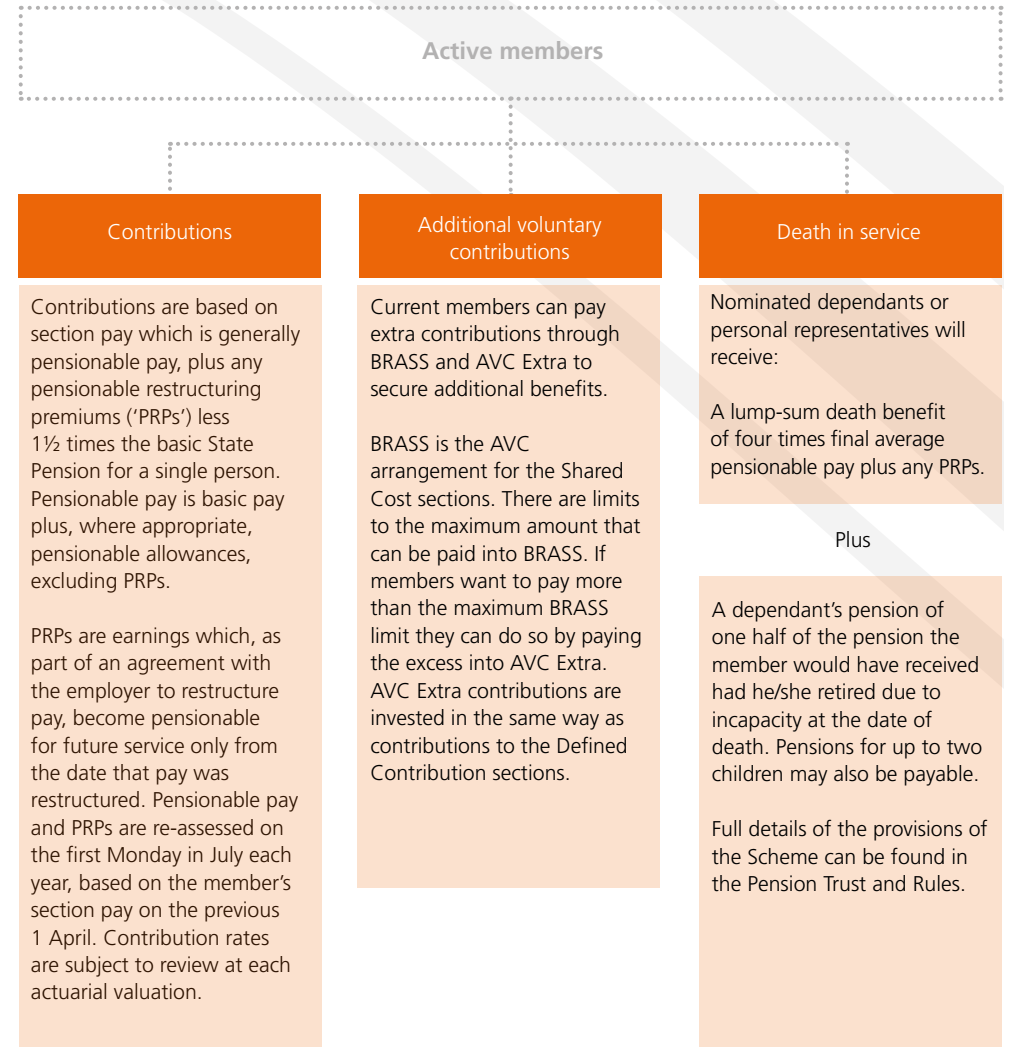 Active members
Contributions
Contributions are based on
section pay which is generally
pensionable pay, plus any
pensionable restructuring
premiums (‘PRPs’) less
1½ times the basic State
Pension for a single person.
Pensionable pay is basic pay
plus, where appropriate,
pensionable allowances,
excluding PRPs.
PRPs are earnings which, as
part of an agreement with
the employer to restructure
pay, become pensionable
for future service only from
the date that pay was
restructured. Pensionable pay
and PRPs are re-assessed on
the first Monday in July each
year, based on the member’s
section pay on the previous
1 April. Contribution rates
are subject to review at each
actuarial valuation.
Additional voluntary
contributions
Current members can pay
extra contributions through
BRASS and AVC Extra to
secure additional benefits.
BRASS is the AVC
arrangement for the Shared
Cost sections. There are limits
to the maximum amount that
can be paid into BRASS. If
members want to pay more
than the maximum BRASS
limit they can do so by paying
the excess into AVC Extra.
AVC Extra contributions are
invested in the same way as
contributions to the Defined
Contribution sections.
Death in service
Nominated dependants or
personal representatives will
receive:
A lump-sum death benefit
of four times final average
pensionable pay plus any PRPs.
Plus
A dependant’s pension of
one half of the pension the
member would have received
had he/she retired due to
incapacity at the date of
death. Pensions for up to two
children may also be payable.
Full details of the provisions of
the Scheme can be found in
the Pension Trust and Rules.